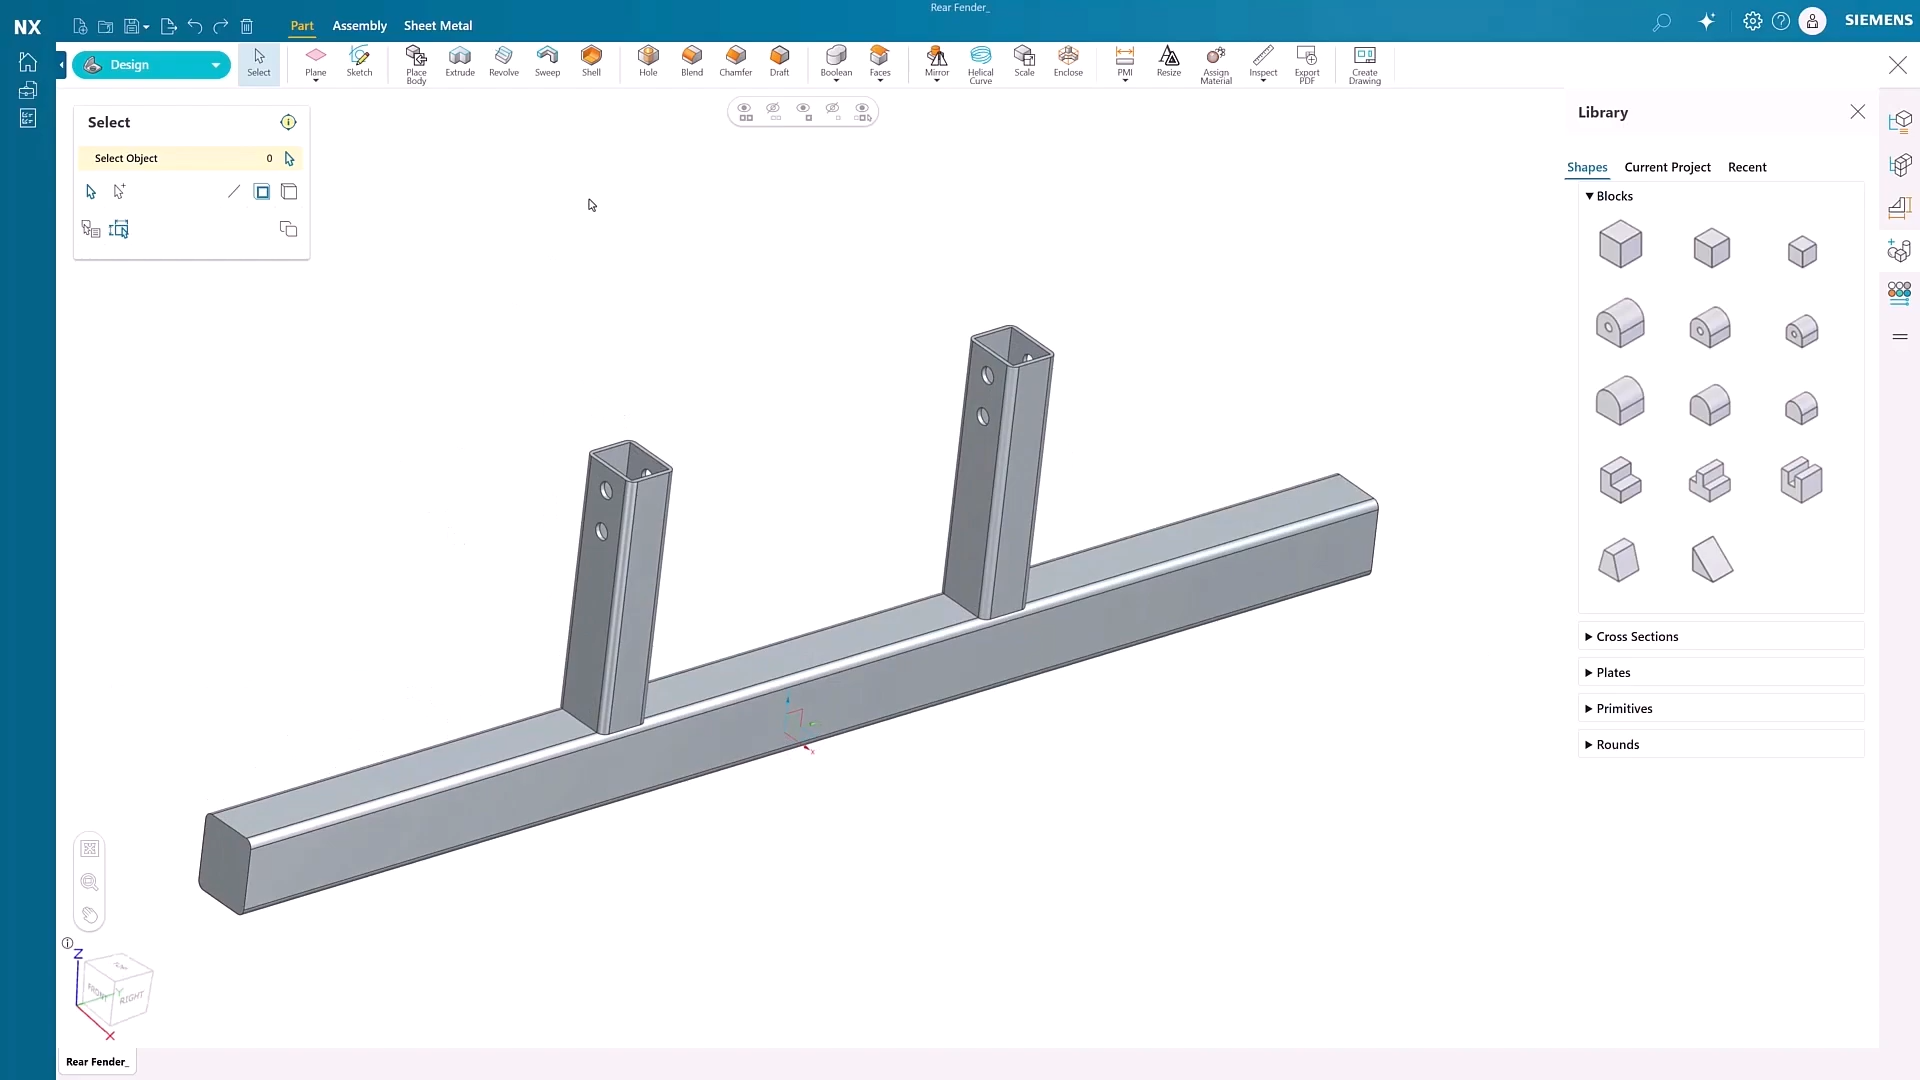 Rear Fender_
NX
Part
Assembly
Sheet Metal
SIEMENS
Design
Select
Plane
Sketch
Place Body
Extrude
Revolve
Sweep
Shell
Hole
Blend
Chamfer
Draft
Boolean
Faces
Mirror
Helical Curve
Scale
Enclose
PMI
Resize
Assign Material
Inspect
Export PDF
Create Drawing
Select
Select Object 0
Library
Shapes
Current Project
Recent
Blocks
Cross Sections
Plates
Primitives
Rounds
X
Z
TOP
FRONT
Y
RIGHT
X
Rear Fender_